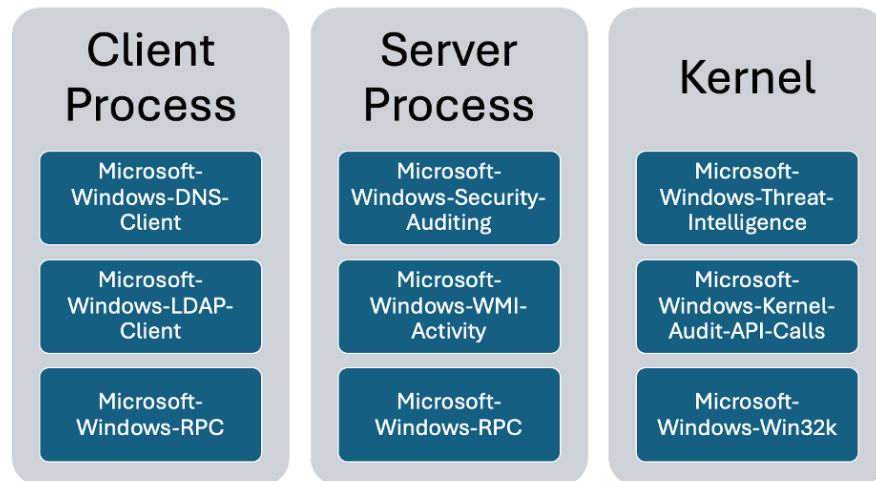 Client
Process
Microsoft-
Windows-DNS-
Client
Microsoft-
Windows-LDAP-
Client
Microsoft-
Windows-RPC
Server
Process
Microsoft-
Windows-Security-
Auditing
Microsoft-
Windows-WMI-
Activity
Microsoft-
Windows-RPC
Kernel
Microsoft-
Windows-Threat-
Intelligence
Microsoft-
Windows-Kernel-
Audit-API-Calls
Microsoft-
Windows-Win32k